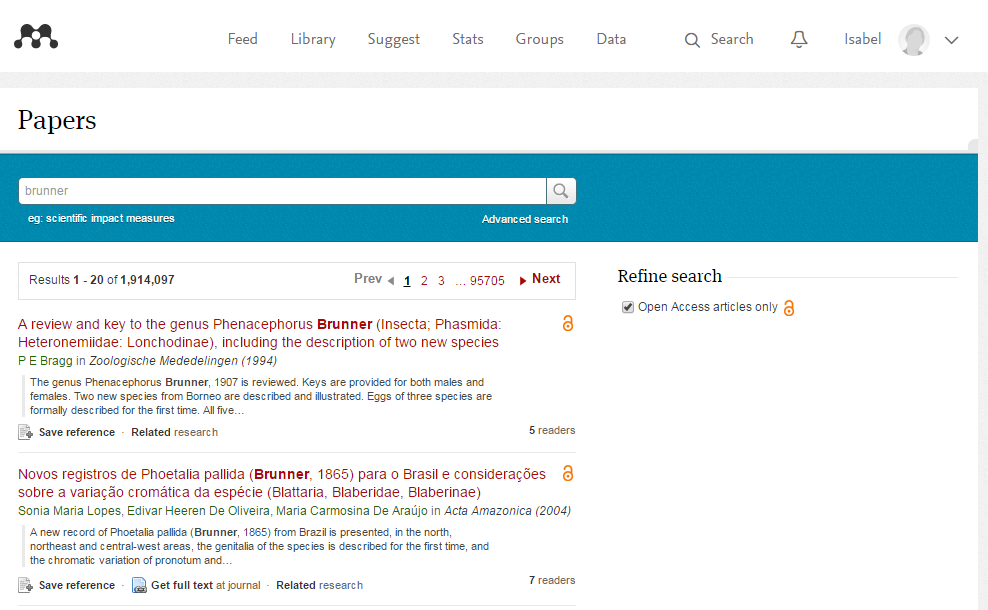 Feed Library Suggest Stats Groups Data Search Isabel
Papers
brunner
eg: scientific impact measures
Advanced search
Results 1 - 20 of 1,914,097
Prev 1 2 3 ... 95705 Next
Refine search
Open Access articles only
A review and key to the genus Phenacephorus Brunner (Insecta; Phasmida:
Heteronemiidae: Lonchodinae), including the description of two new species
P E Bragg in Zoologische Mededelingen (1994)
The genus Phenacephorus Brunner, 1907 is reviewed. Keys are provided for both males and
females. Two new species from Borneo are described and illustrated. Eggs of three species are
formally described for the first time. All five...
Save reference · Related research
5 readers
Novos registros de Phoetalia pallida (Brunner, 1865) para o Brasil e considerações
sobre a variação cromática da espécie (Blattaria, Blaberidae, Blaberinae)
Sonia Maria Lopes, Edivar Heeren De Oliveira, Maria Carmosina De Araújo in Acta Amazonica (2004)
A new record of Phoetalia pallida (Brunner, 1865) from Brazil is presented, in the north,
northeast and central-west areas, the genitalia of the species is described for the first time, and
the chromatic variation of pronotum and...
Save reference · Get full text at journal · Related research
7 readers